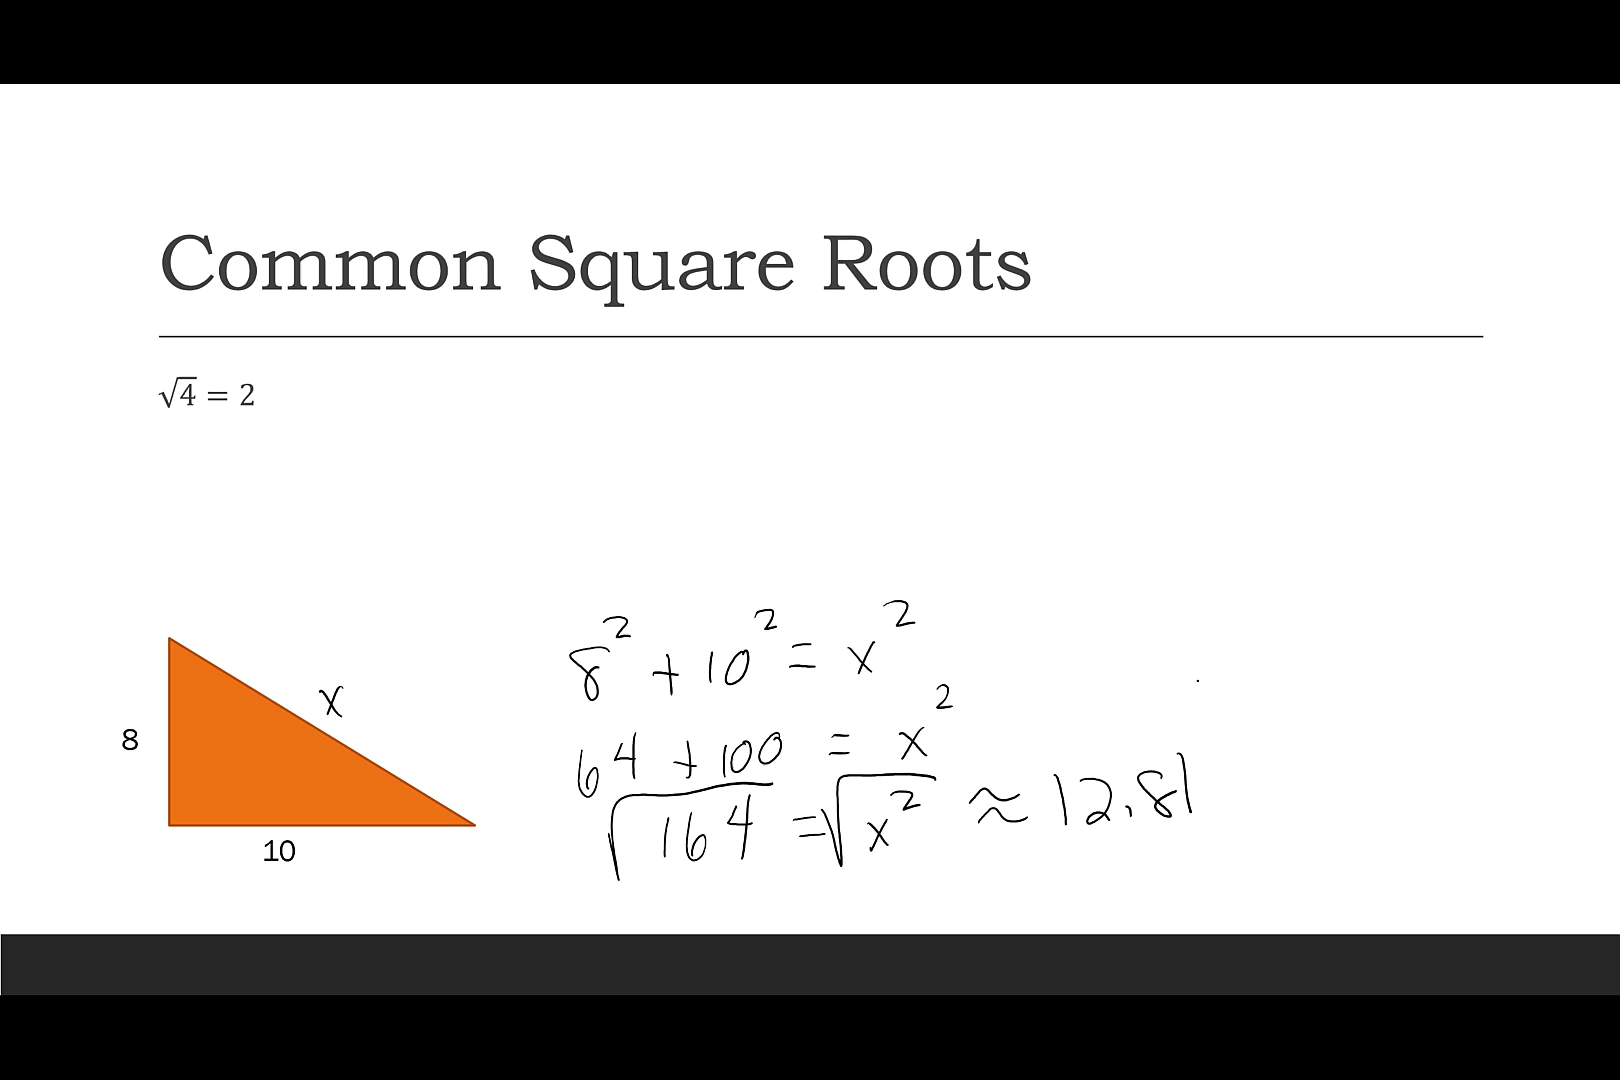 Common Square Roots
√4 = 2
8² + 10² = x²
x
64 + 100 = x²
8
√164 = √x² ≈ 12.81
10